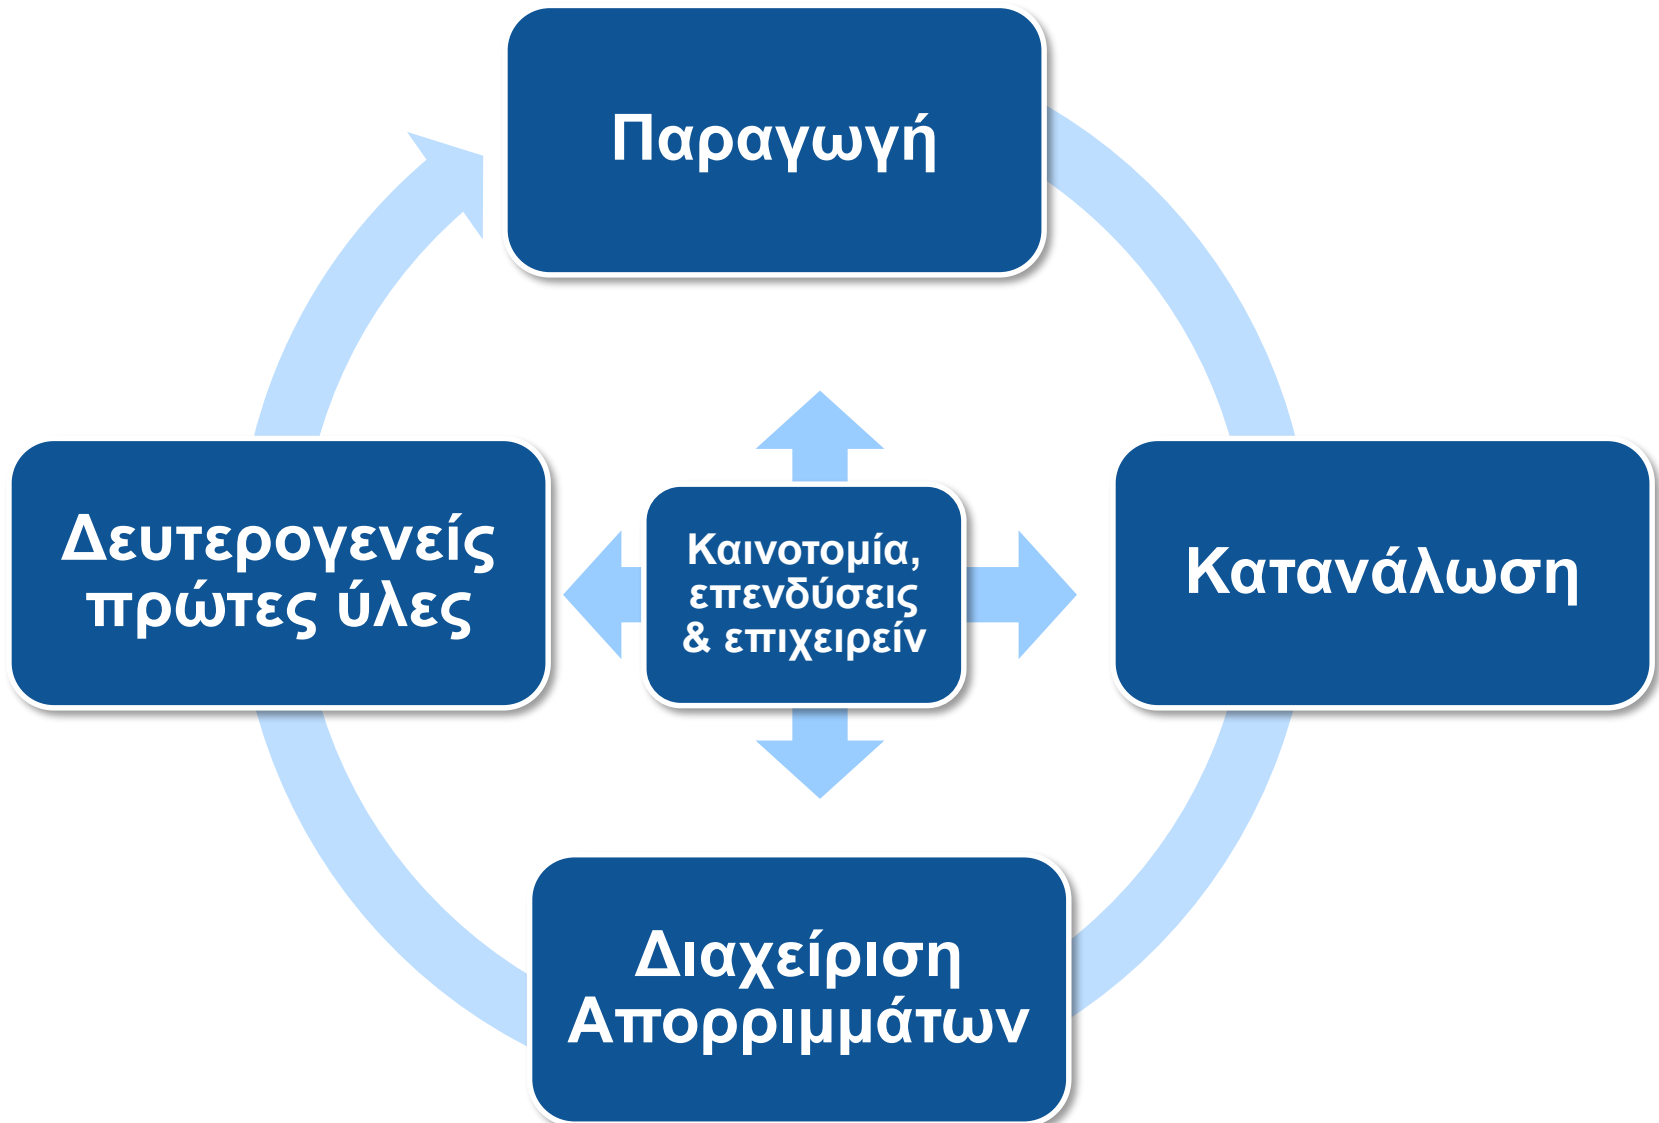 Παραγωγή
Δευτερογενείς
πρώτες ύλες
Καινοτομία,
επενδύσεις
& επιχειρείν
Κατανάλωση
Διαχείριση
Απορριμμάτων